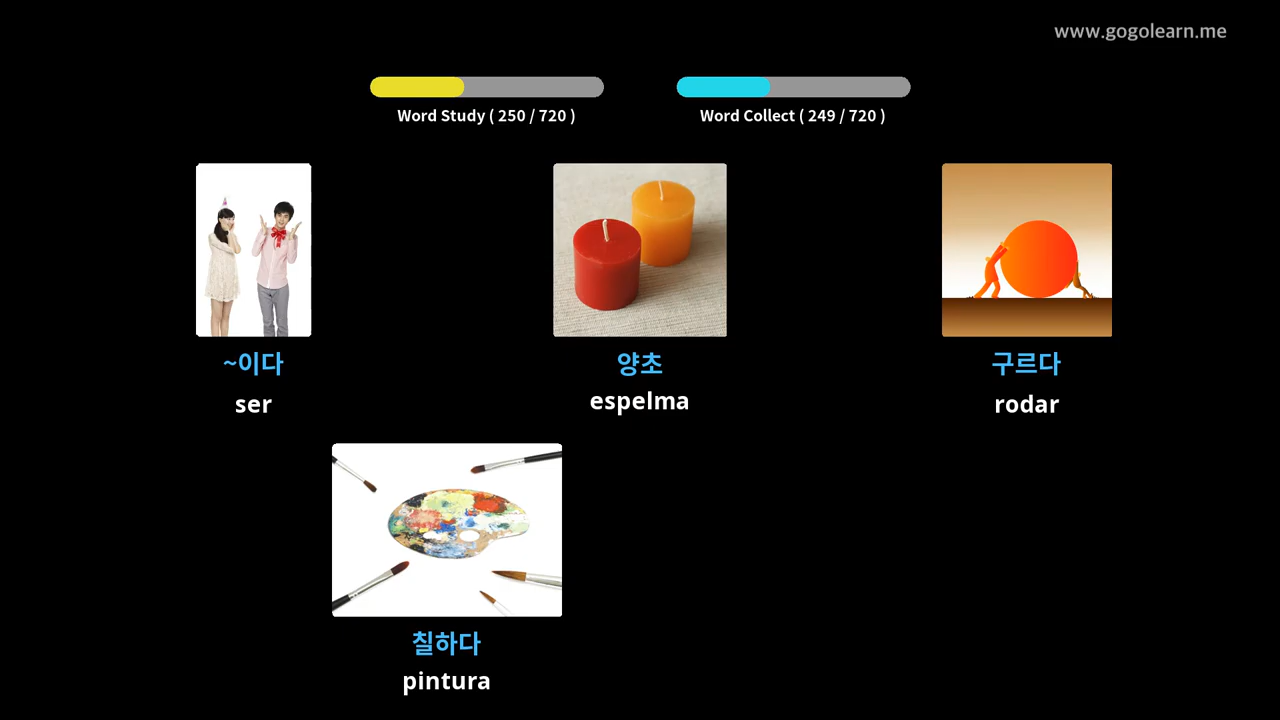 www.gogolearn.me
Word Study ( 250 / 720 )
Word Collect ( 249 / 720 )
~이다
ser
양초
espelma
구르다
rodar
칠하다
pintura